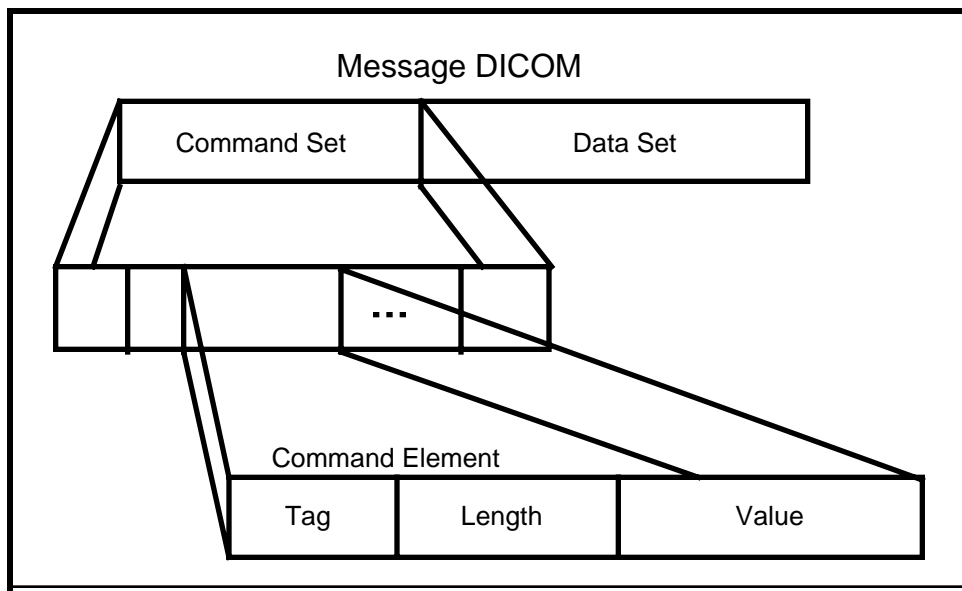 Message DICOM
Command Set Data Set
...
Command Element
Tag Length Value